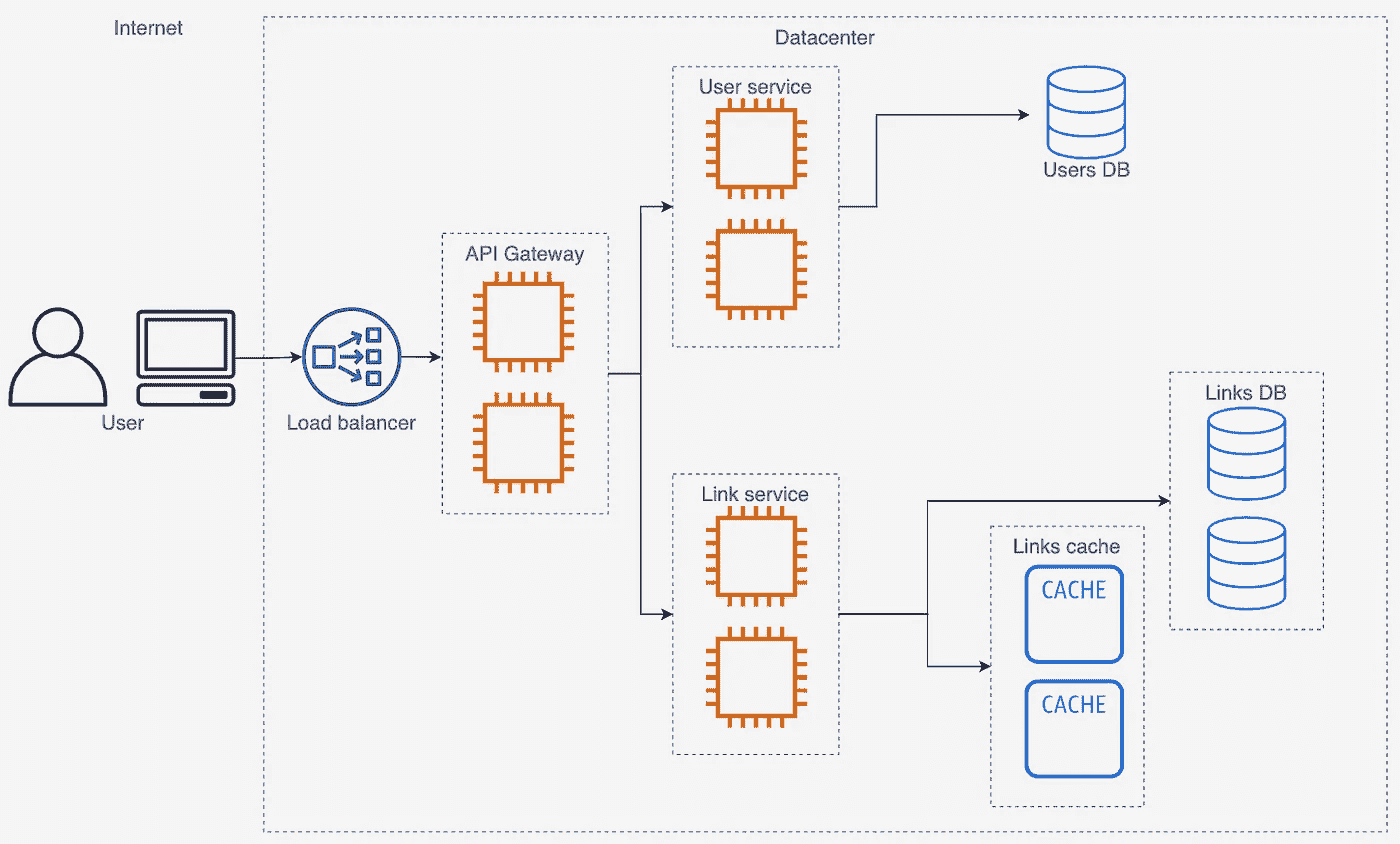 Internet
Datacenter
User service
Users DB
API Gateway
User
Load balancer
Links DB
Link service
Links cache
CACHE
CACHE